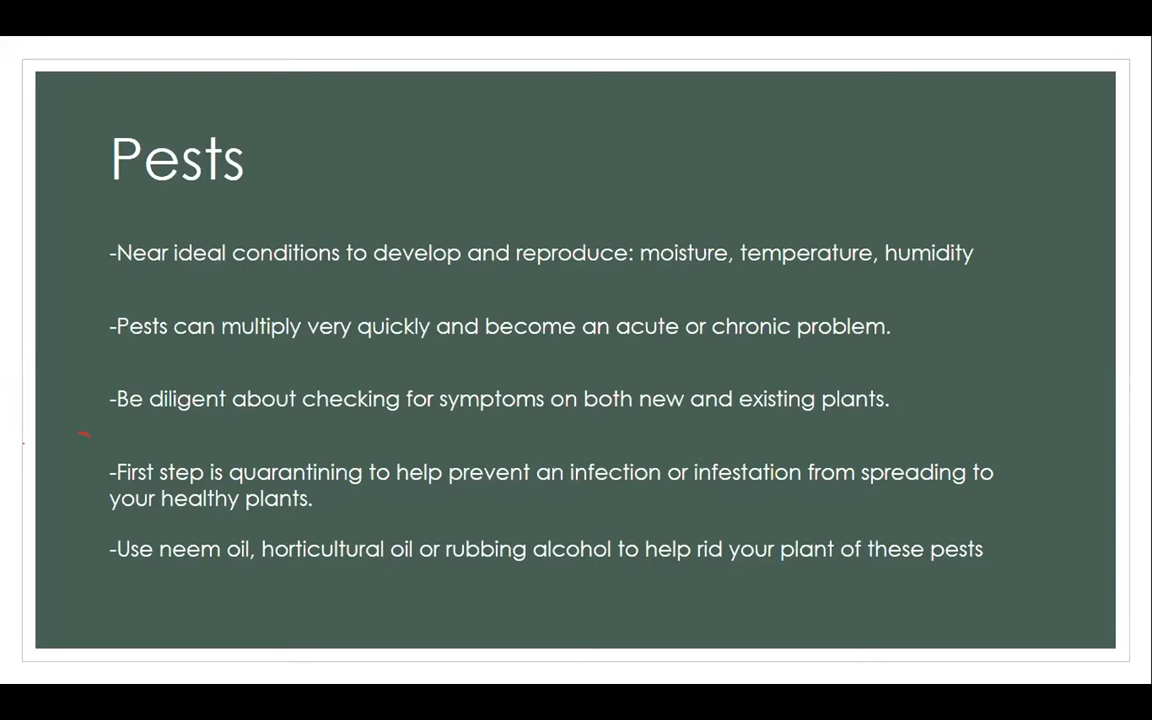 Pests
-Near ideal conditions to develop and reproduce: moisture, temperature, humidity
-Pests can multiply very quickly and become an acute or chronic problem.
-Be diligent about checking for symptoms on both new and existing plants.
-First step is quarantining to help prevent an infection or infestation from spreading to
your healthy plants.
-Use neem oil, horticultural oil or rubbing alcohol to help rid your plant of these pests